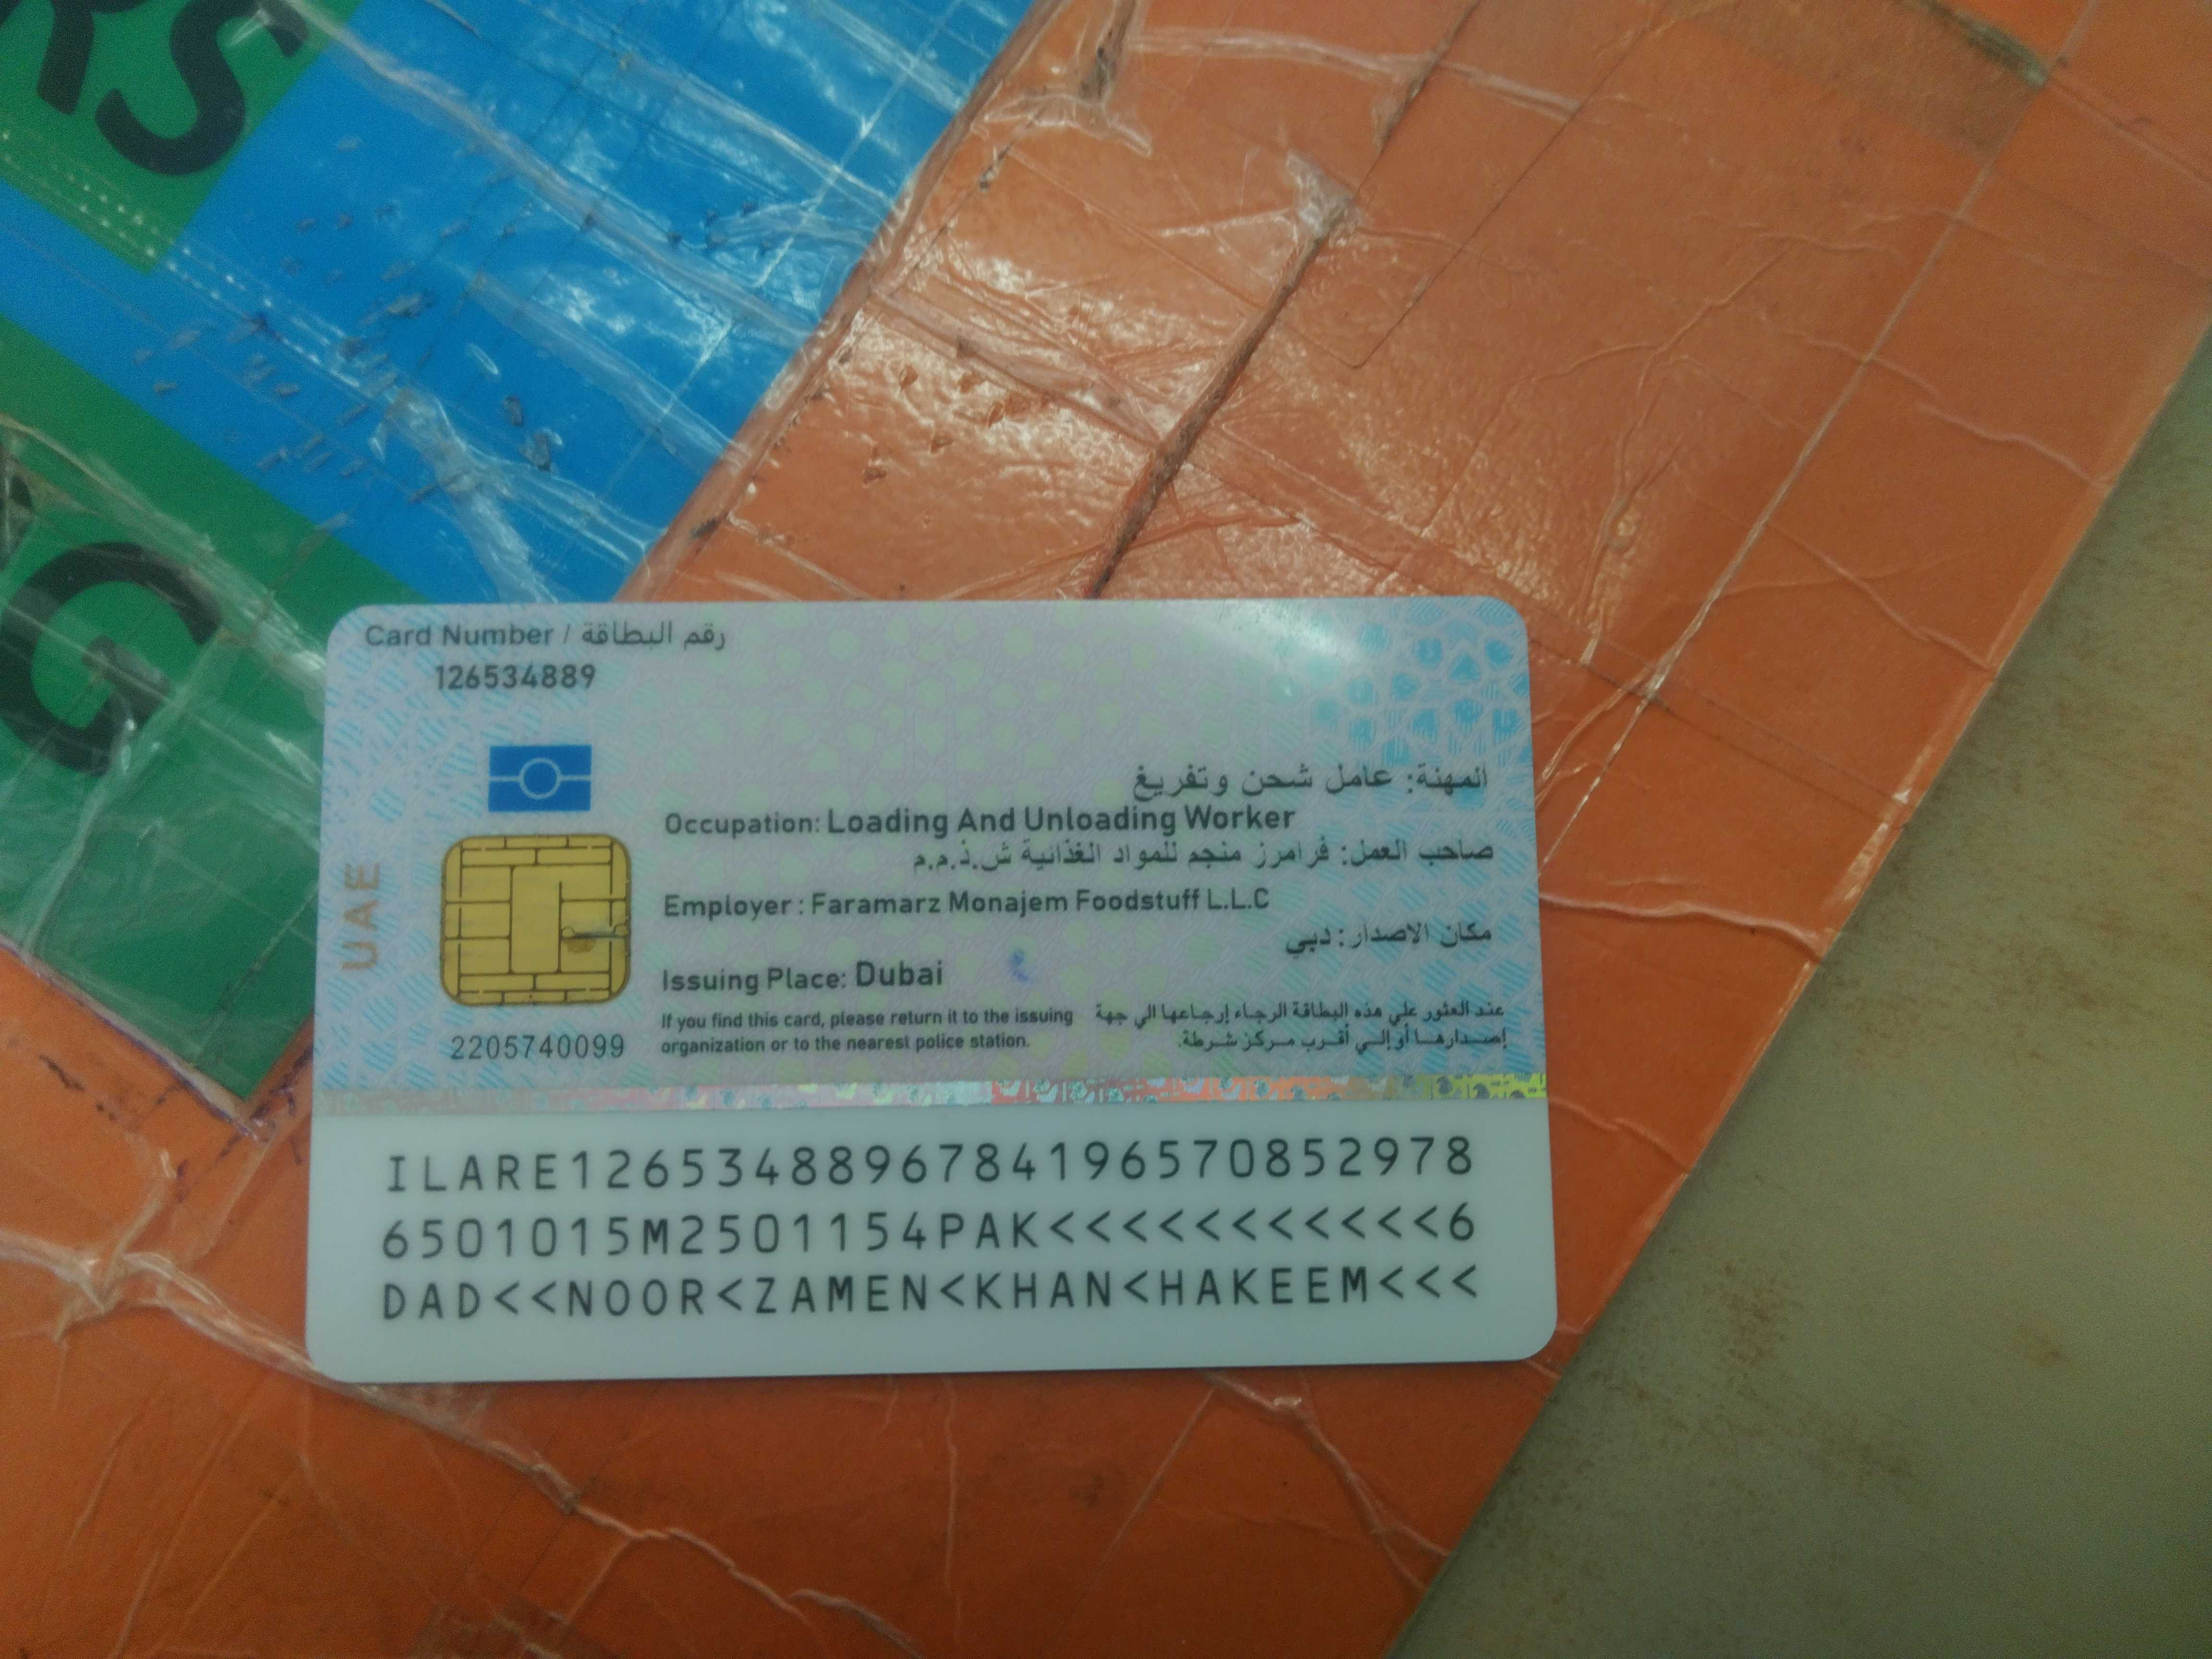 RS
G
Card Number / رقم البطاقة
126534889
المهنة: عامل شحن وتفريغ
Occupation: Loading And Unloading Worker
صاحب العمل: فرامرز منجم للمواد الغذائية ش.ذ.م.م
Employer : Faramarz Monajem Foodstuff L.L.C
مكان الاصدار: دبي
Issuing Place: Dubai
UAE
2205740099
If you find this card, please return it to the issuing
organization or to the nearest police station.
عند العثور علي هذه البطاقة الرجاء إرجاعها الي جهة
إصدارها أو إلي أقرب مركز شرطة.
ILARE1265348896784196570852978
6501015M2501154PAK<<<<<<<<<<<6
DAD<<NOOR<ZAMEN<KHAN<HAKEEM<<<